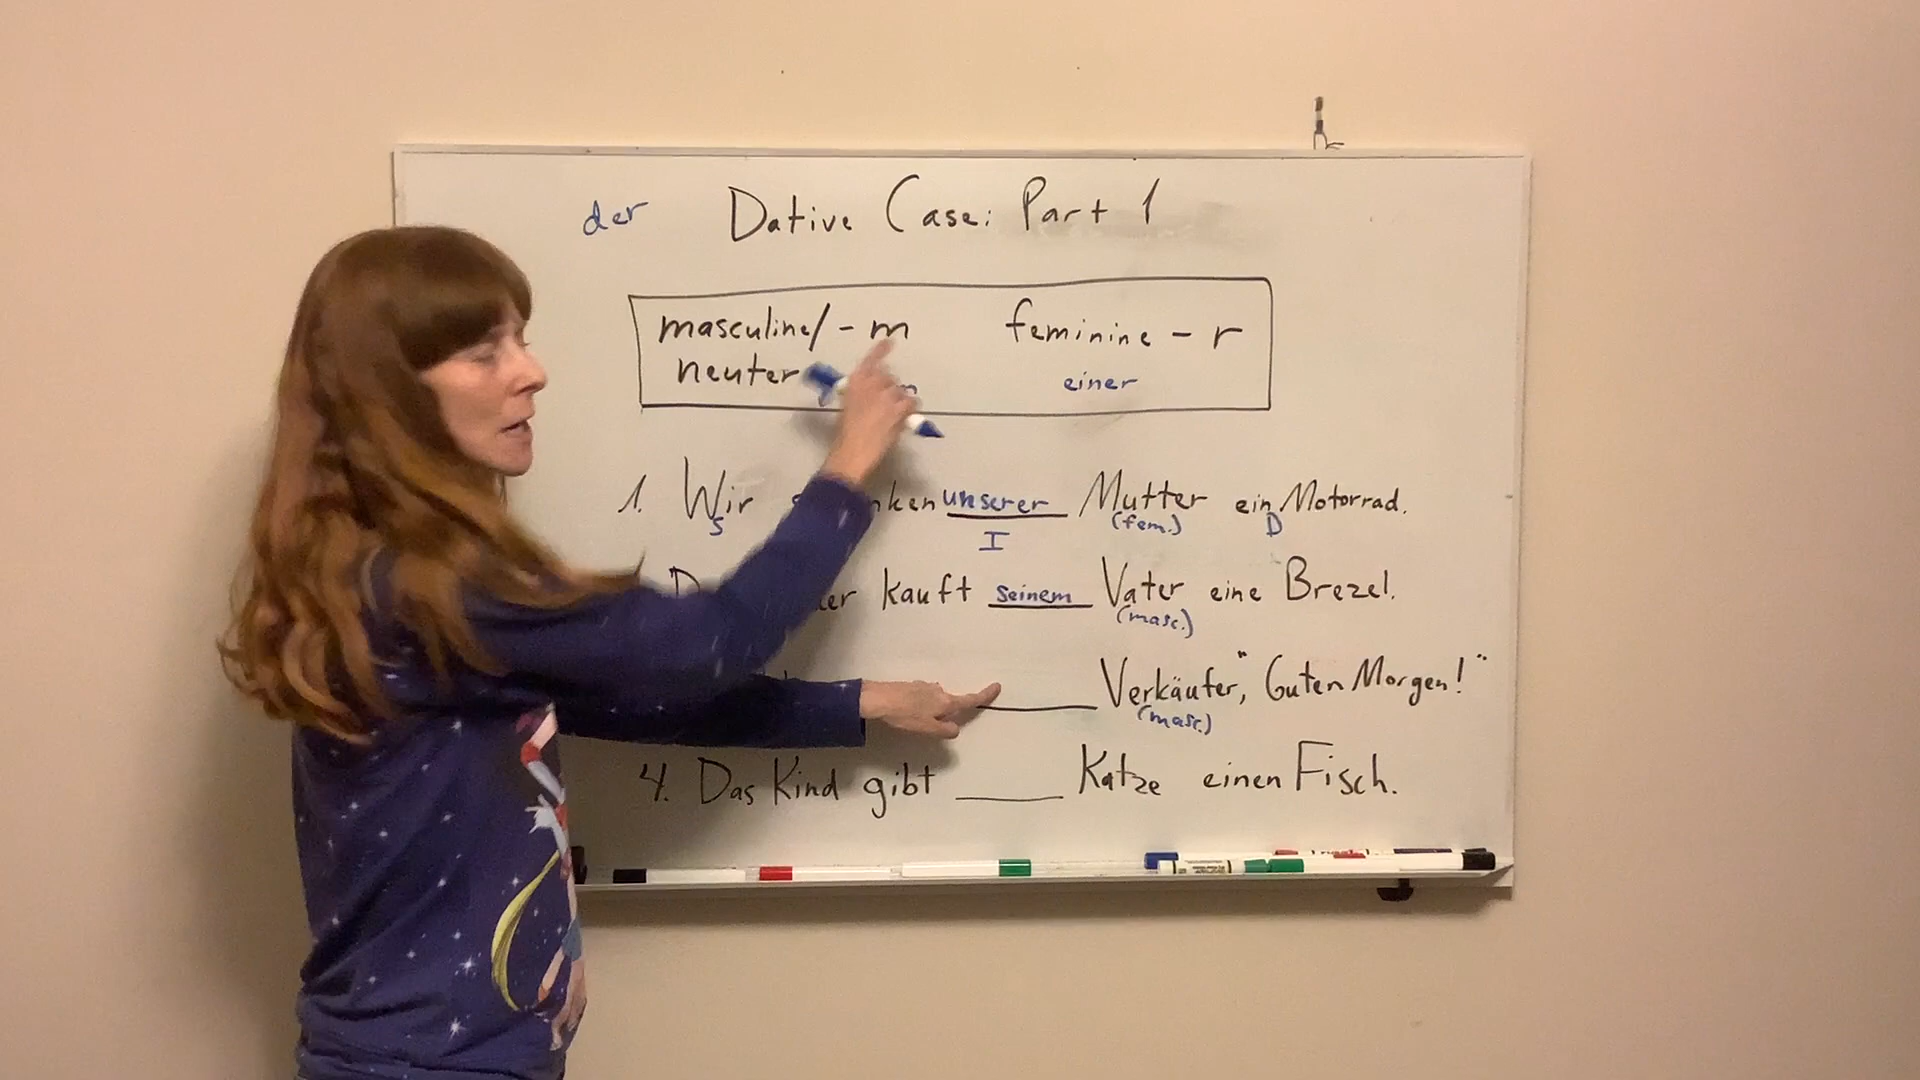 der Dative Case: Part 1
masculine/ - m feminine - r
neuter einer
1. Wir unserer Mutter ein Motorrad.
S I (fem.) D
kauft seinem Vater eine Brezel.
(masc.)
Verkäufer, "Guten Morgen!"
(masc.)
4. Das Kind gibt ____ Katze einen Fisch.